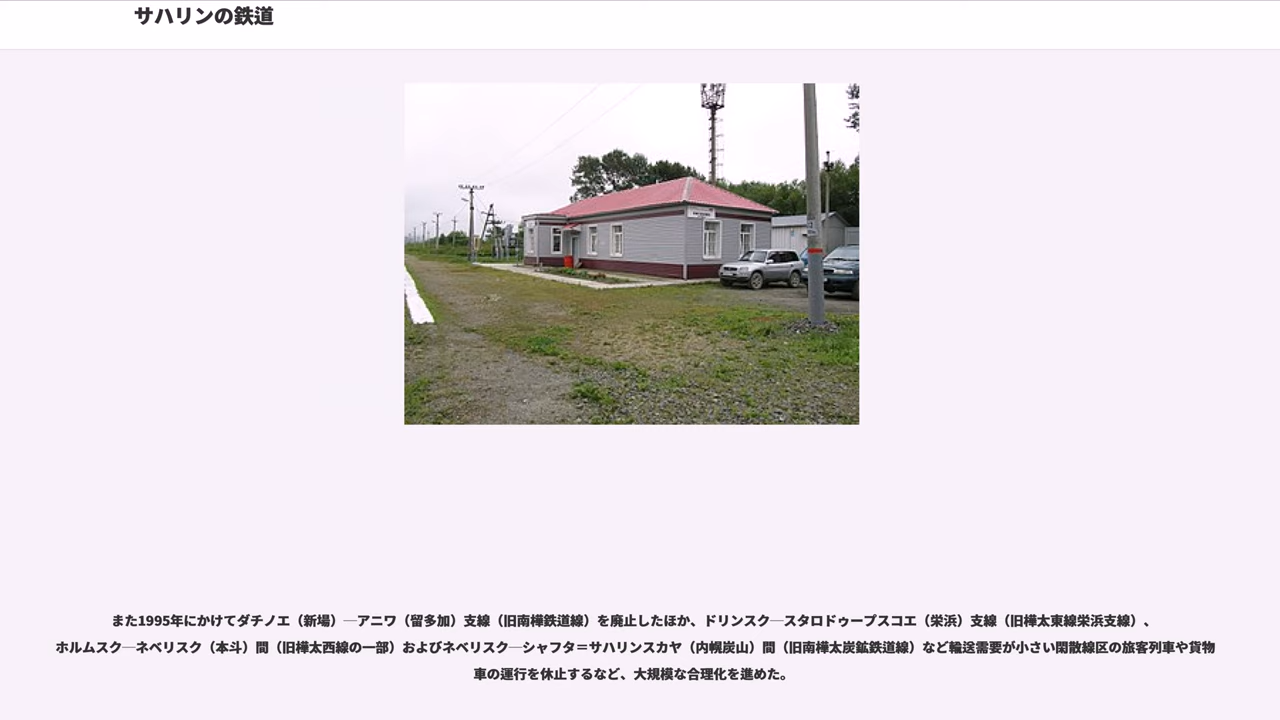 サハリンの鉄道
また1995年にかけてダチノエ（新場）─アニワ（留多加）支線（旧南樺鉄道線）を廃止したほか、ドリンスク─スタロドゥープスコエ（栄浜）支線（旧樺太東線栄浜支線）、
ホルムスク─ネベリスク（本斗）間（旧樺太西線の一部）およびネベリスク─シャフタ＝サハリンスカヤ（内幌炭山）間（旧南樺太炭鉱鉄道線）など輸送需要が小さい閑散線区の旅客列車や貨物
車の運行を休止するなど、大規模な合理化を進めた。